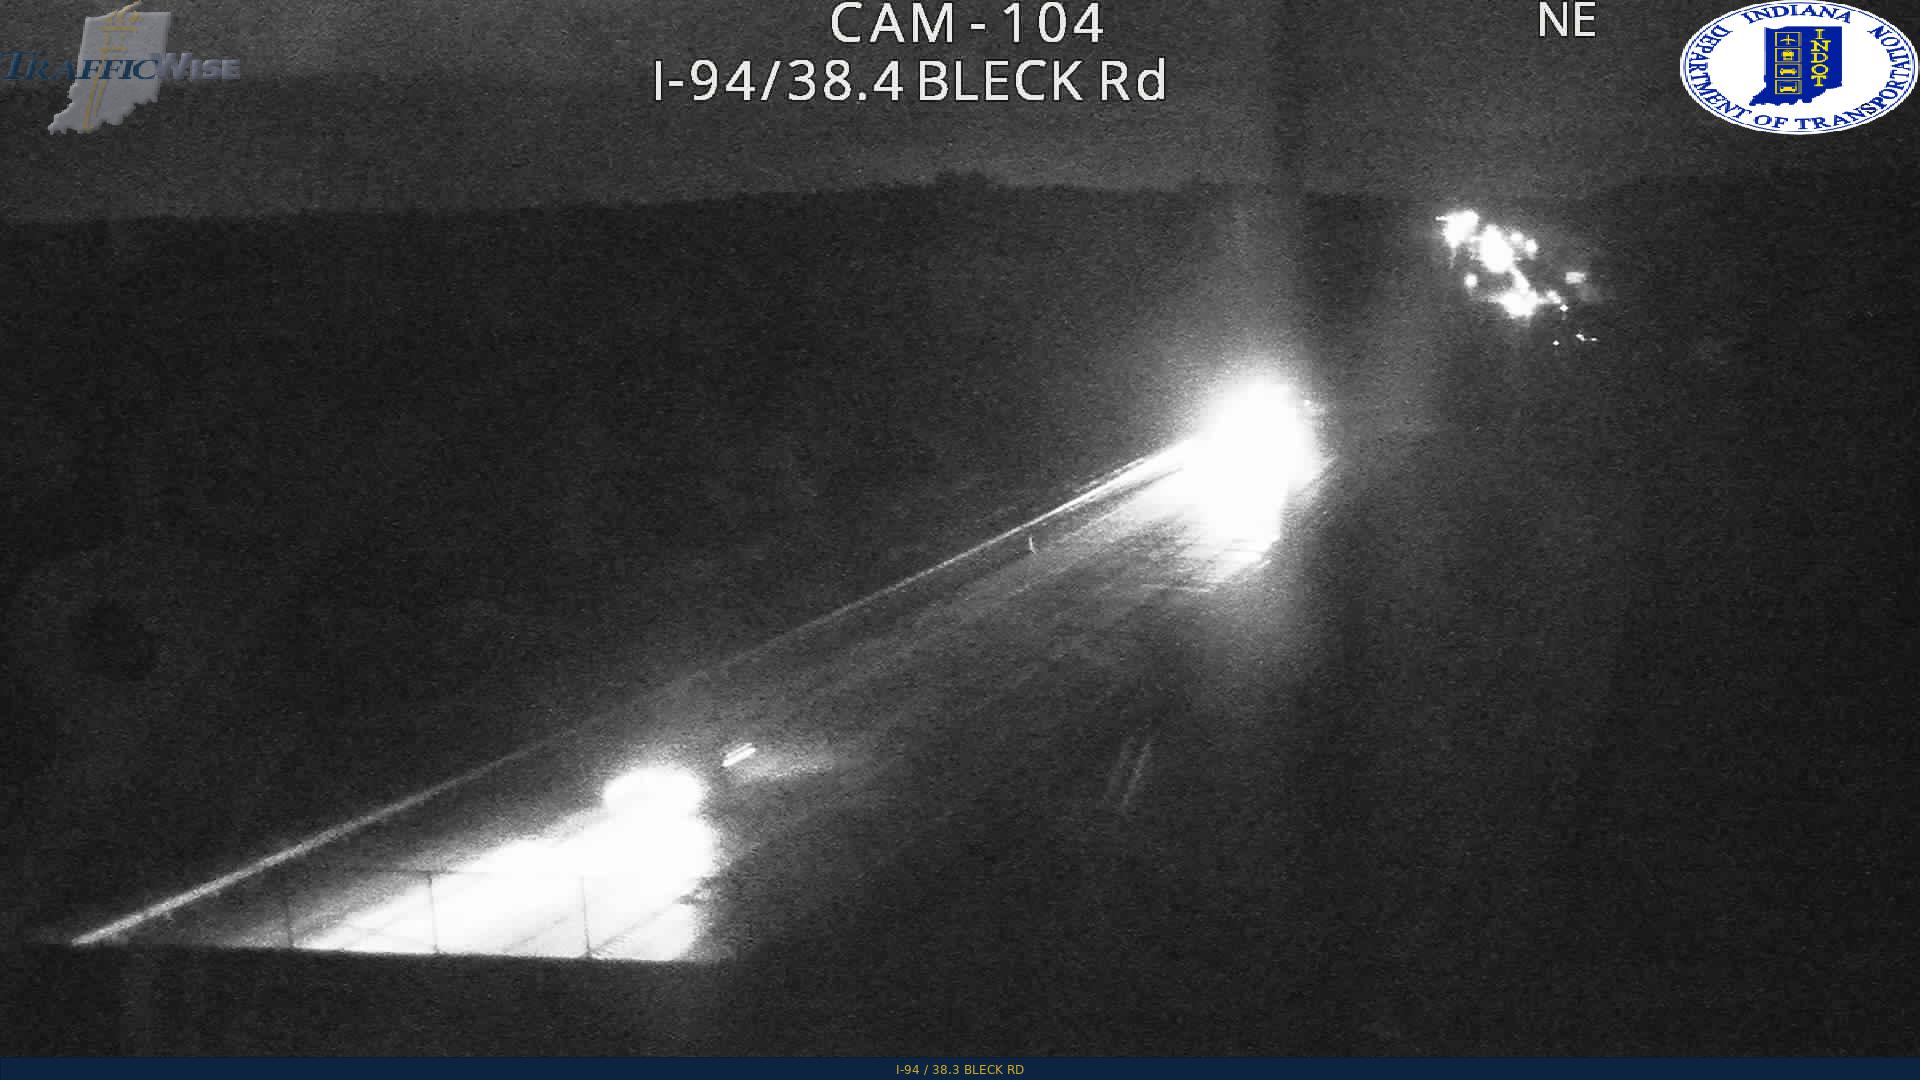 CAM-104
NE
I-94/38.4 BLECK Rd
TRAFFICWISE
INDIANA DEPARTMENT OF TRANSPORTATION
INDOT
I-94 / 38.3 BLECK RD